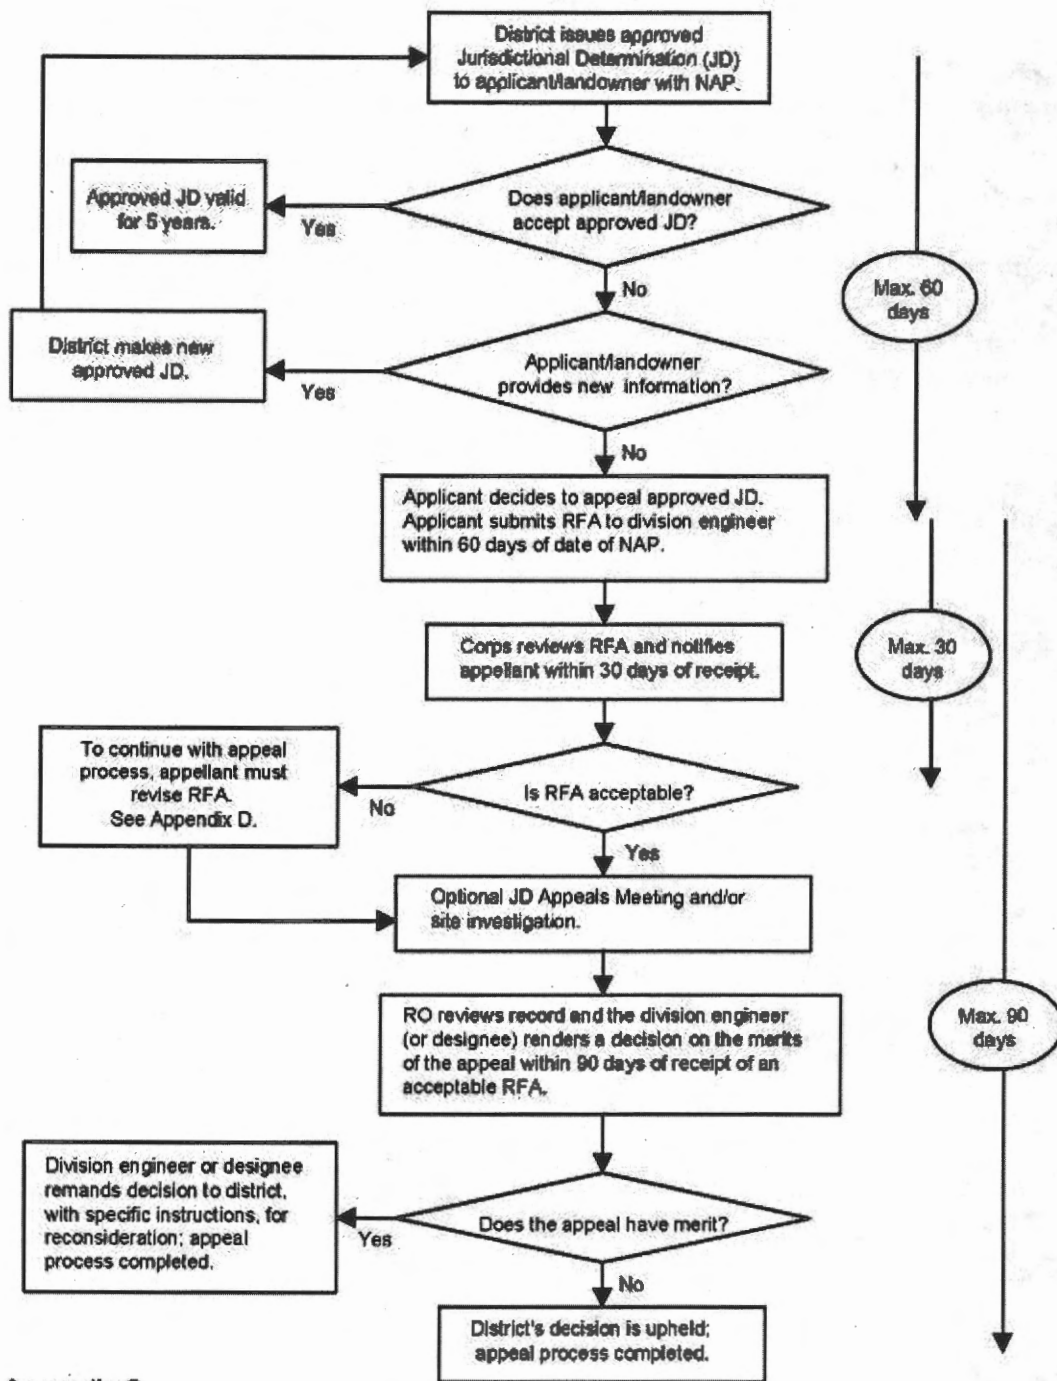 District issues approved
Jurisdictional Determination (JD)
to applicant/landowner with NAP.
Does applicant/landowner
accept approved JD?
Yes
Approved JD valid
for 5 years.
No
Max. 60
days
Applicant/landowner
provides new information?
Yes
District makes new
approved JD.
No
Applicant decides to appeal approved JD.
Applicant submits RFA to division engineer
within 60 days of date of NAP.
Corps reviews RFA and notifies
appellant within 30 days of receipt.
Max. 30
days
Is RFA acceptable?
No
To continue with appeal
process, appellant must
revise RFA.
See Appendix D.
Yes
Optional JD Appeals Meeting and/or
site investigation.
RO reviews record and the division engineer
(or designee) renders a decision on the merits
of the appeal within 90 days of receipt of an
acceptable RFA.
Max. 90
days
Does the appeal have merit?
Yes
Division engineer or designee
remands decision to district,
with specific instructions, for
reconsideration; appeal
process completed.
No
District's decision is upheld;
appeal process completed.